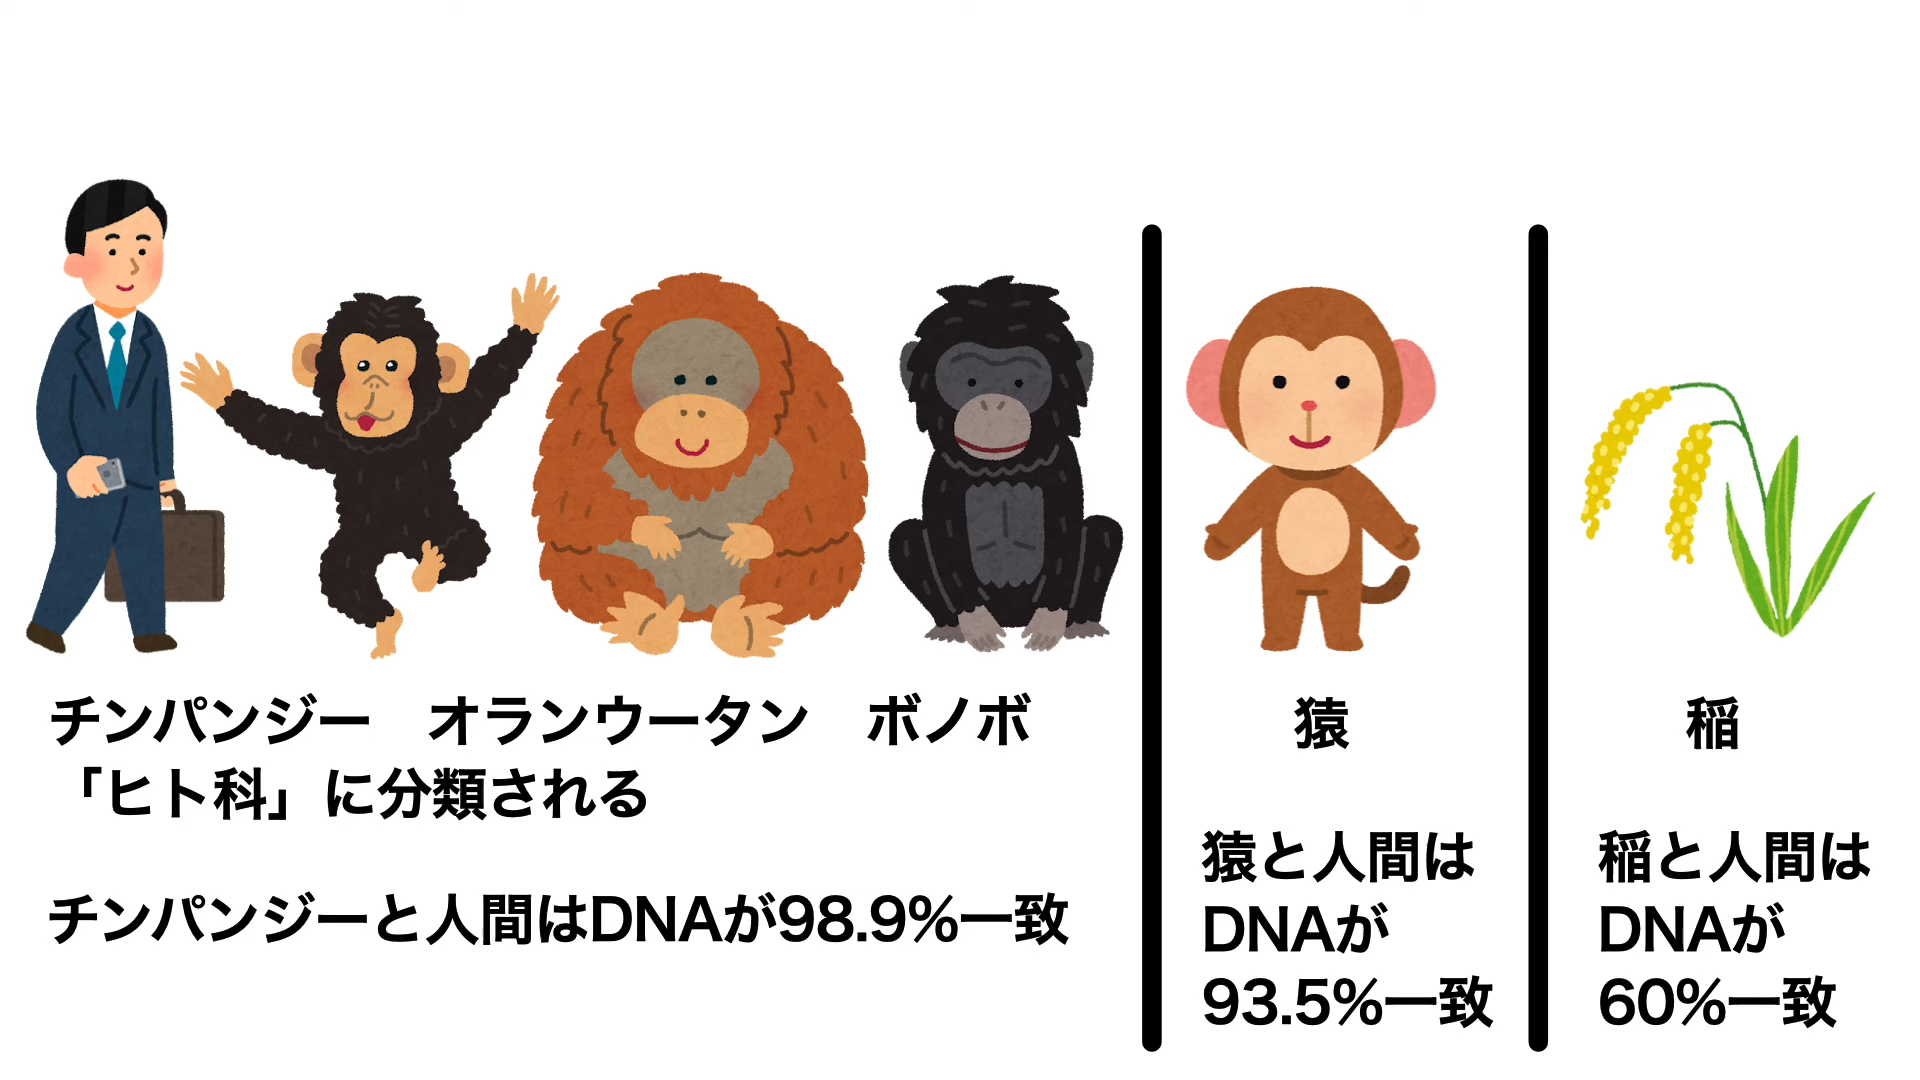 チンパンジー　オランウータン　ボノボ
「ヒト科」に分類される
チンパンジーと人間はDNAが98.9%一致
猿
猿と人間は
DNAが
93.5%一致
稲
稲と人間は
DNAが
60%一致